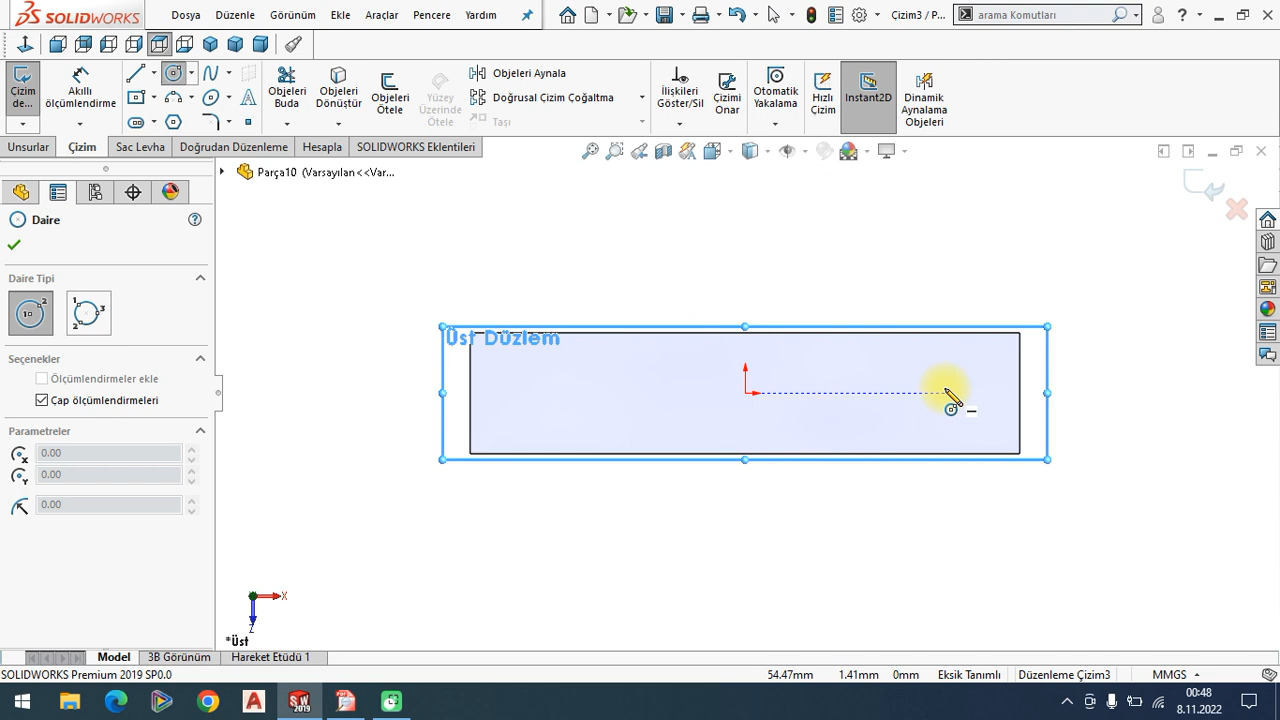 SOLIDWORKS
Dosya
Düzenle
Görünüm
Ekle
Araçlar
Pencere
Yardım
Çizim3 / P...
arama Komutları
Çizim
de...
Akıllı
ölçümlendirme
Objeleri
Buda
Objeleri
Dönüştür
Objeleri
Ötele
Yüzey
Üzerinde
Ötele
Objeleri Aynala
Doğrusal Çizim Çoğaltma
Taşı
İlişkileri
Göster/Sil
Çizimi
Onar
Otomatik
Yakalama
Hızlı
Çizim
Instant2D
Dinamik
Aynalama
Objeleri
Unsurlar
Çizim
Sac Levha
Doğrudan Düzenleme
Hesapla
SOLIDWORKS Eklentileri
Parça10 (Varsayılan<<Var...
Daire
Daire Tipi
Seçenekler
Ölçümlendirmeler ekle
Çap ölçümlendirmeleri
Parametreler
0.00
0.00
0.00
Üst Düzlem
X
Z
*Üst
Model
3B Görünüm
Hareket Etüdü 1
SOLIDWORKS Premium 2019 SP0.0
54.47mm
1.41mm
0mm
Eksik Tanımlı
Düzenleme Çizim3
MMGS
00:48
8.11.2022